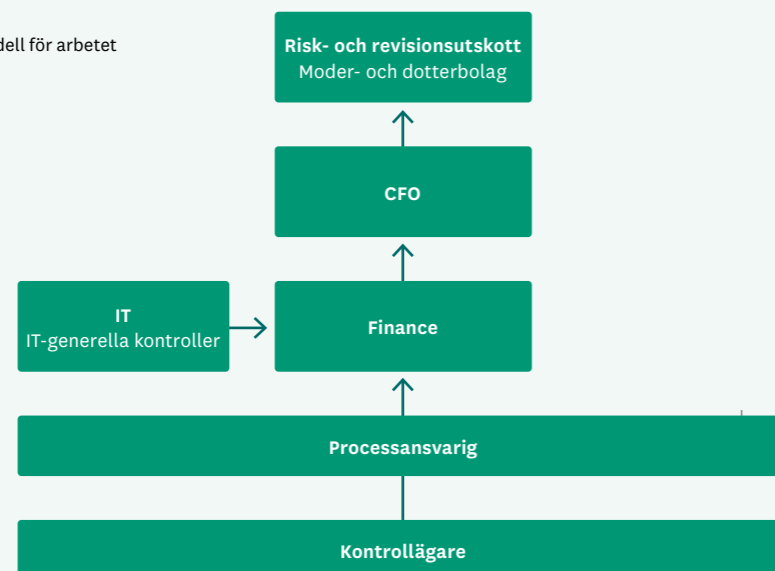 dell för arbetet
Risk- och revisionsutskott
Moder- och dotterbolag
CFO
IT
IT-generella kontroller
Finance
Processansvarig
Kontrollägare